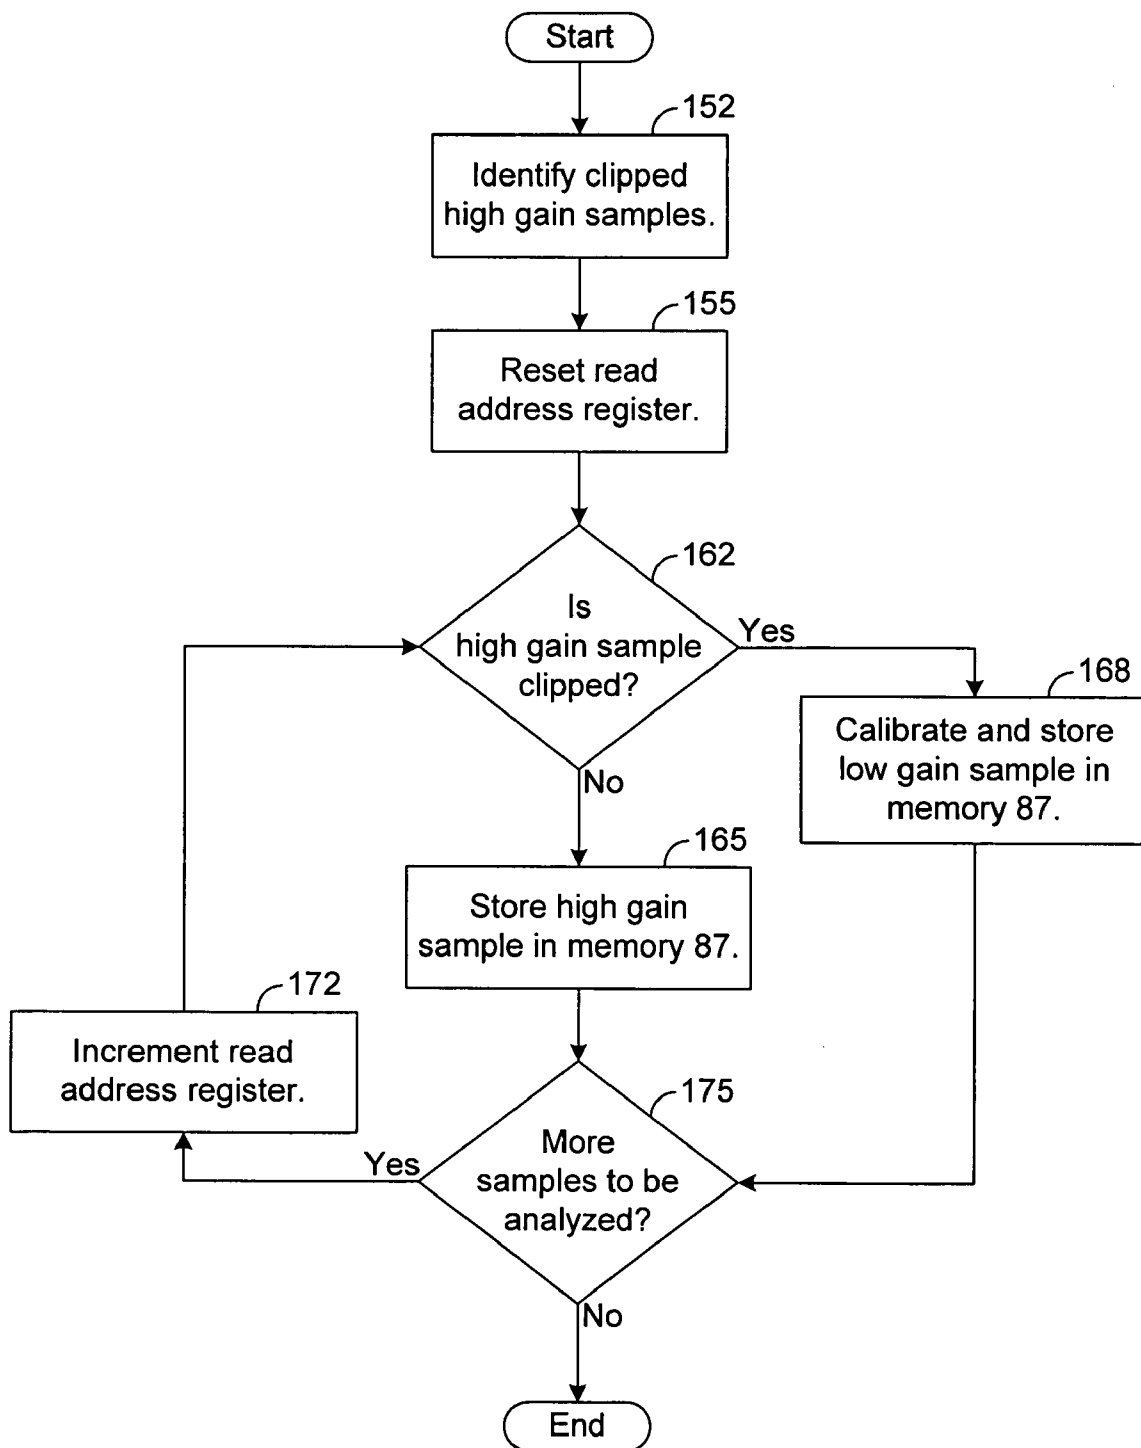 Start
152
Identify clipped
high gain samples.
155
Reset read
address register.
162
Is
high gain sample
clipped?
Yes
168
Calibrate and store
low gain sample in
memory 87.
No
165
Store high gain
sample in memory 87.
172
Increment read
address register.
175
More
samples to be
analyzed?
Yes
No
End